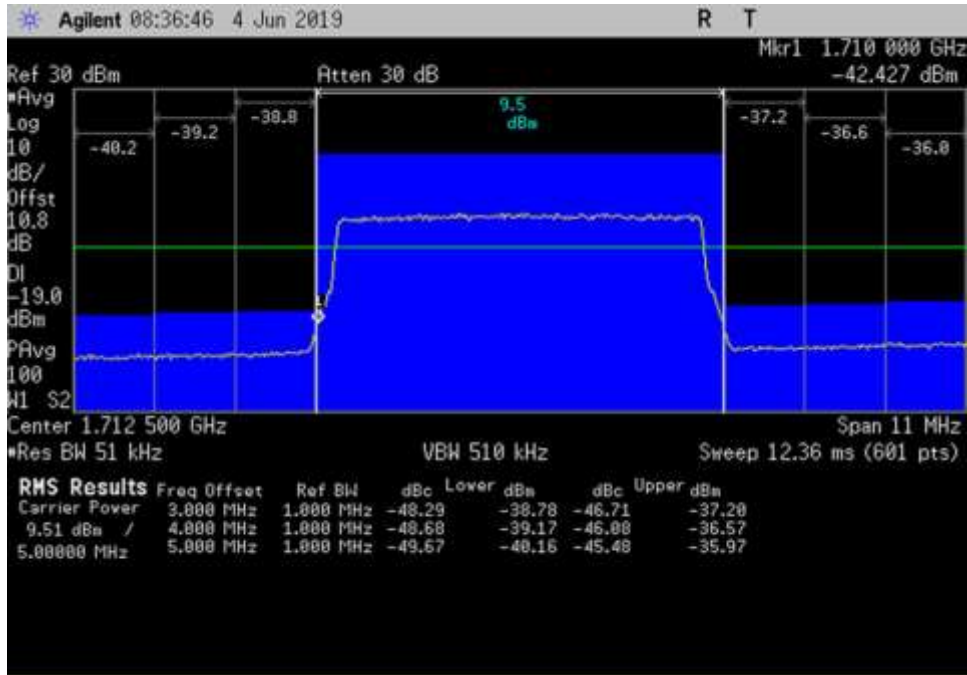 Agilent 08:36:46 4 Jun 2019 R T
Mkr1 1.710 000 GHz
Ref 30 dBm Atten 30 dB -42.427 dBm
*Avg
Log
10
dB/
Offst
10.8
dB
DI
-19.0
dBm
PAvg
100
W1 S2
9.5
dBm
-40.2 -39.2 -38.8 -37.2 -36.6 -36.0
1
Center 1.712 500 GHz Span 11 MHz
*Res BW 51 kHz VBW 510 kHz Sweep 12.36 ms (601 pts)
RMS Results Freq Offset Ref BW dBc Lower dBm dBc Upper dBm
Carrier Power 3.000 MHz 1.000 MHz -48.29 -38.78 -46.71 -37.20
9.51 dBm / 4.000 MHz 1.000 MHz -48.68 -39.17 -46.08 -36.57
5.00000 MHz 5.000 MHz 1.000 MHz -49.67 -40.16 -45.48 -35.97